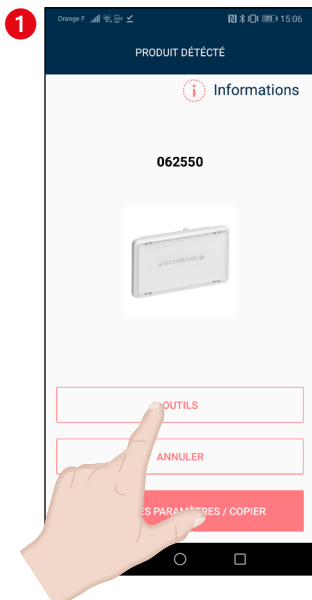 1
Orange F 15:06
PRODUIT DÉTÉCTÉ
i Informations
062550
OUTILS
ANNULER
ES PARAMÈTRES / COPIER